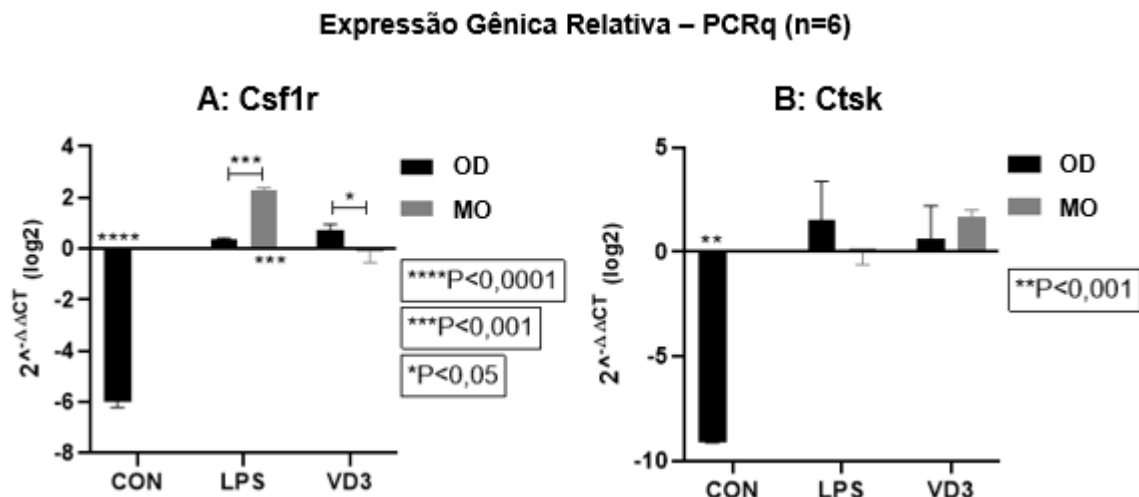 Expressão Gênica Relativa – PCRq (n=6)
A: Csf1r
4
2
0
-2
-4
-6
-8
2^-ΔΔCT (log2)
****
***
***
*
OD
MO
****P<0,0001
***P<0,001
*P<0,05
CON LPS VD3
B: Ctsk
5
0
-5
-10
2^-ΔΔCT (log2)
**
OD
MO
**P<0,001
CON LPS VD3